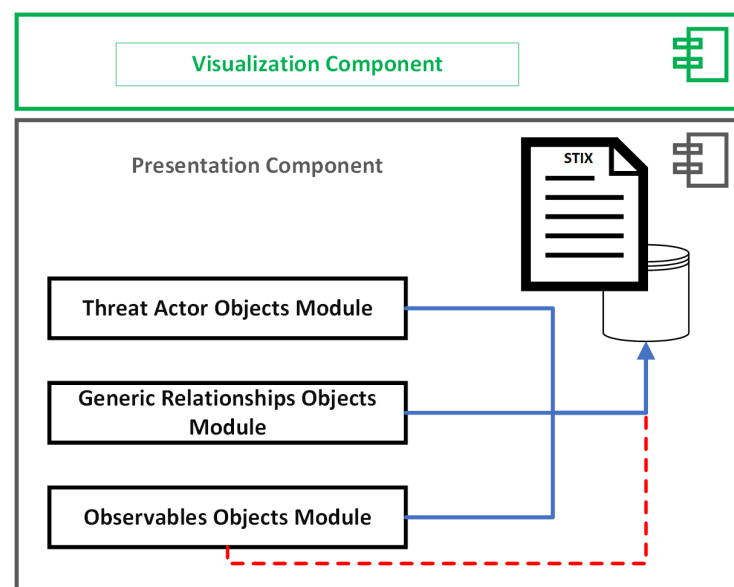 Visualization Component
Presentation Component
STIX
Threat Actor Objects Module
Generic Relationships Objects
Module
Observables Objects Module